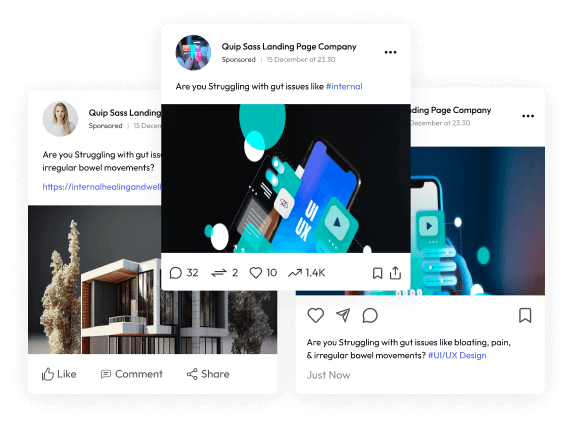 Quip Sass Landing Page Company
Sponsored | 15 December at 23.30
Are you Struggling with gut issues like #internal
UI
UX
32
2
10
1.4K
Quip Sass Landing
Sponsored | 15 Decem
Are you Struggling with gut issu
irregular bowel movements?
https://internalhealingandwell
Like
Comment
Share
nding Page Company
December at 23.30
Are you Struggling with gut issues like bloating, pain,
& irregular bowel movements? #UI/UX Design
Just Now